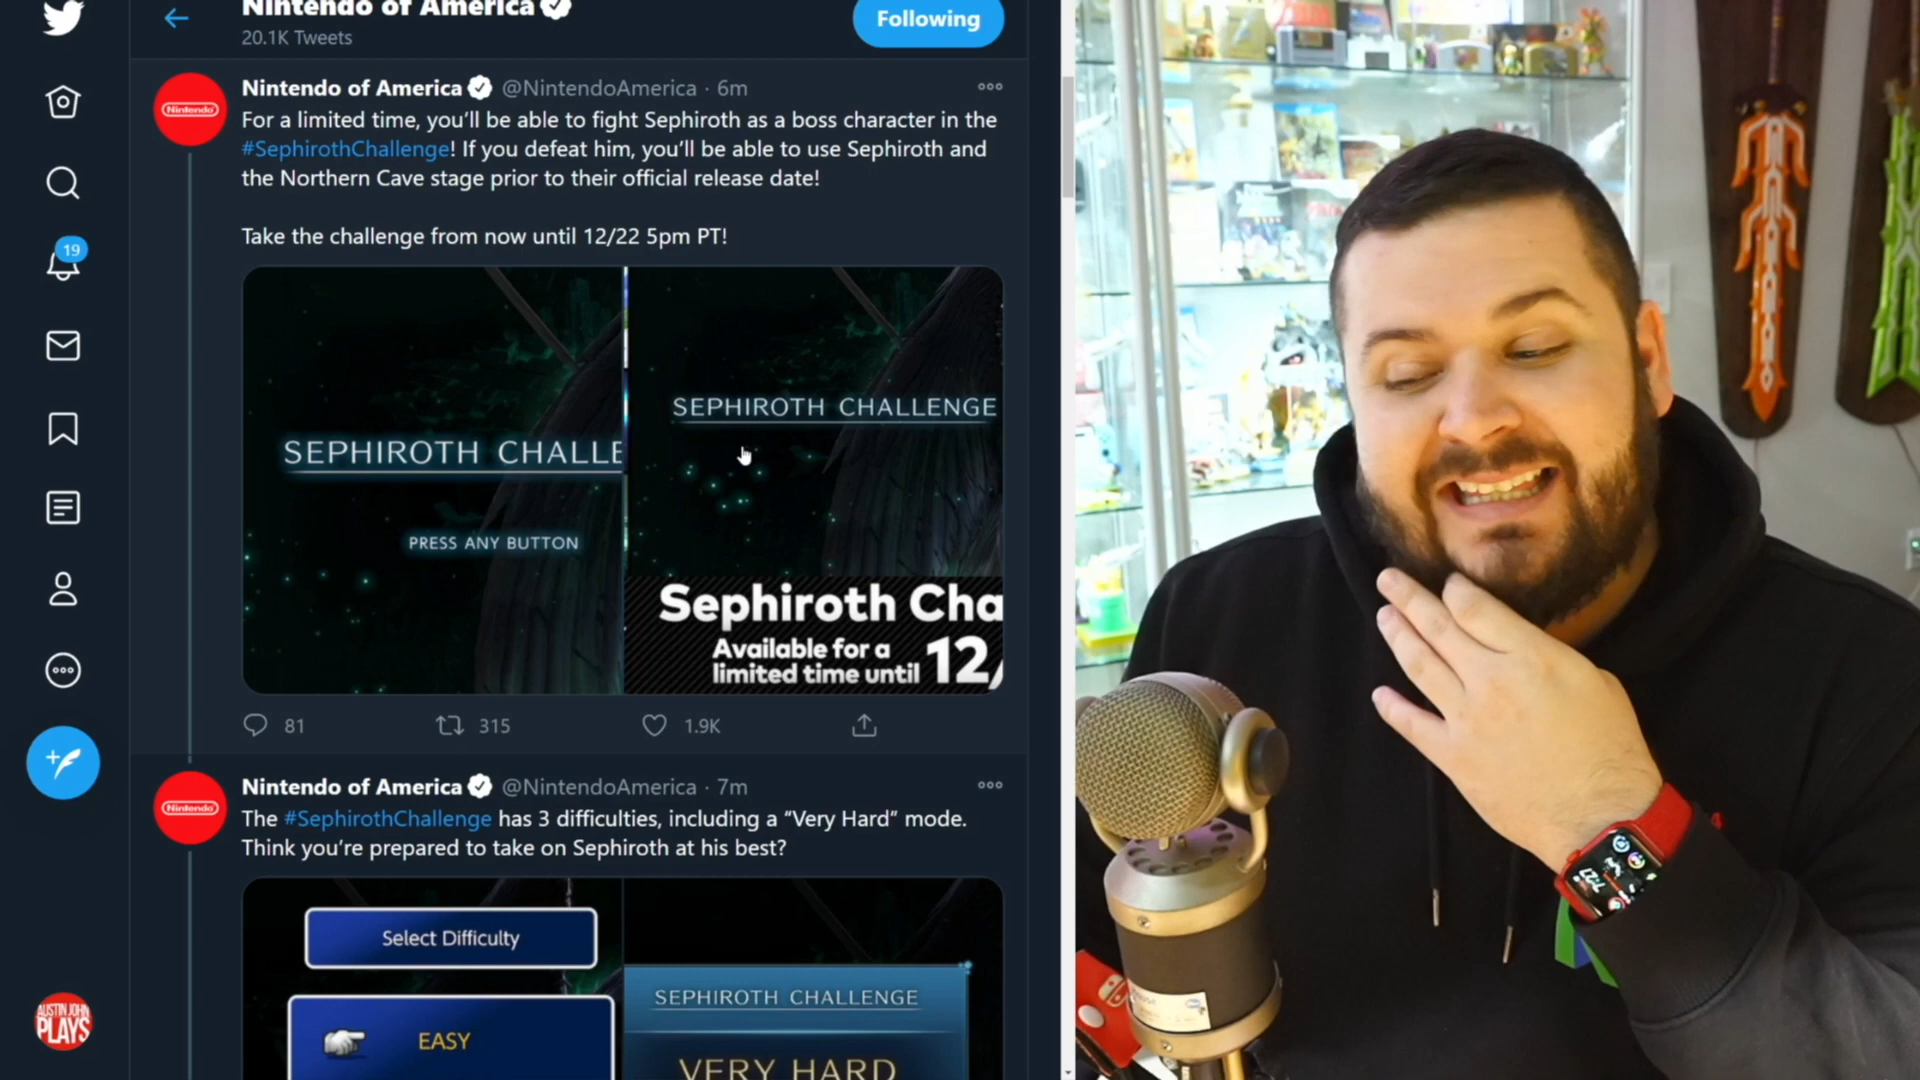 Nintendo of America
20.1K Tweets
Following
Nintendo of America @NintendoAmerica · 6m
For a limited time, you'll be able to fight Sephiroth as a boss character in the
#SephirothChallenge! If you defeat him, you'll be able to use Sephiroth and
the Northern Cave stage prior to their official release date!
Take the challenge from now until 12/22 5pm PT!
Nintendo
SEPHIROTH CHALLE
PRESS ANY BUTTON
SEPHIROTH CHALLENGE
Sephiroth Cha
Available for a
limited time until 12/
81
315
1.9K
19
Nintendo of America @NintendoAmerica · 7m
The #SephirothChallenge has 3 difficulties, including a "Very Hard" mode.
Think you're prepared to take on Sephiroth at his best?
Nintendo
Select Difficulty
EASY
SEPHIROTH CHALLENGE
VERY HARD
AUSTIN JOHN
PLAYS